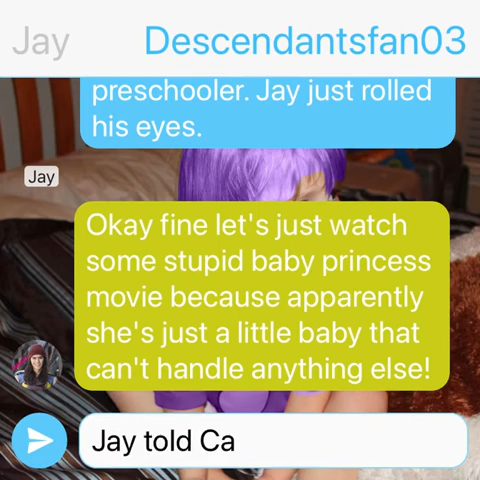 Jay Descendantsfan03
preschooler. Jay just rolled
his eyes.
Jay
Okay fine let's just watch
some stupid baby princess
movie because apparently
she's just a little baby that
can't handle anything else!
Jay told Ca